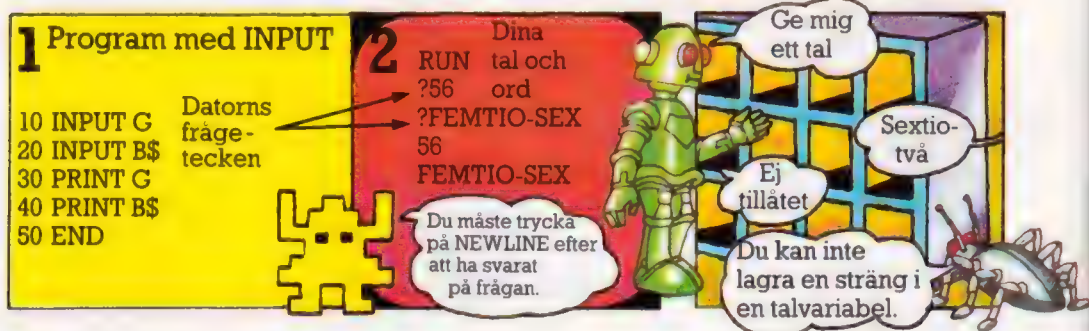 1 Program med INPUT
10 INPUT G
20 INPUT B$
30 PRINT G
40 PRINT B$
50 END
Datorns
fråge-
tecken
2
Dina
tal och
ord
RUN
?56
?FEMTIO-SEX
56
FEMTIO-SEX
Du måste trycka
på NEWLINE efter
att ha svarat
på frågan.
Ge mig
ett tal
Sextio-
två
Ej
tillåtet
Du kan inte
lagra en sträng i
en talvariabel.